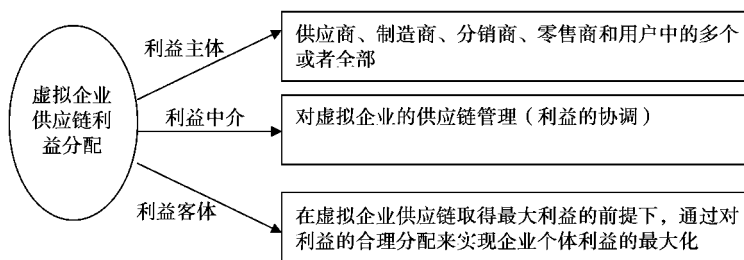 虚拟企业
供应链利
益分配
利益主体
供应商、制造商、分销商、零售商和用户中的多个
或者全部
利益中介
对虚拟企业的供应链管理（利益的协调）
利益客体
在虚拟企业供应链取得最大利益的前提下，通过对
利益的合理分配来实现企业个体利益的最大化